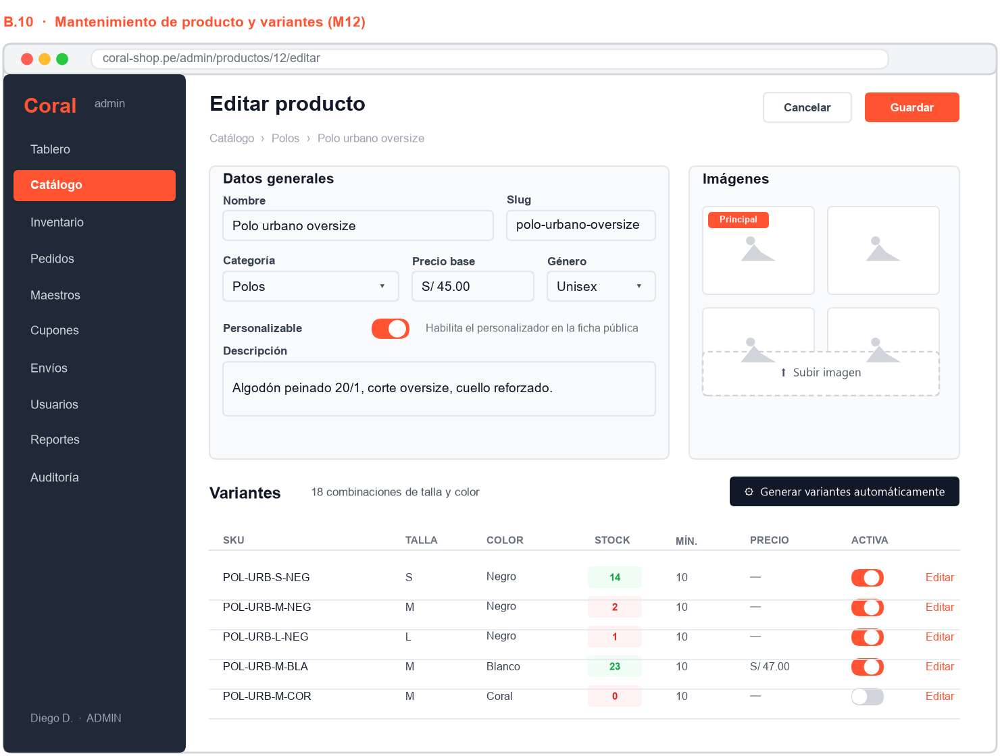 B.10 · Mantenimiento de producto y variantes (M12)
coral-shop.pe/admin/productos/12/editar
Coral admin
Tablero
Catálogo
Inventario
Pedidos
Maestros
Cupones
Envíos
Usuarios
Reportes
Auditoría
Diego D. · ADMIN
Editar producto
Cancelar
Guardar
Catálogo › Polos › Polo urbano oversize
Datos generales
Nombre
Slug
Polo urbano oversize
polo-urbano-oversize
Categoría
Precio base
Género
Polos
S/ 45.00
Unisex
Personalizable
Habilita el personalizador en la ficha pública
Descripción
Algodón peinado 20/1, corte oversize, cuello reforzado.
Imágenes
Principal
Subir imagen
Variantes
18 combinaciones de talla y color
Generar variantes automáticamente
SKU TALLA COLOR STOCK MÍN. PRECIO ACTIVA
POL-URB-S-NEG S Negro 14 10 — Editar
POL-URB-M-NEG M Negro 2 10 — Editar
POL-URB-L-NEG L Negro 1 10 — Editar
POL-URB-M-BLA M Blanco 23 10 S/ 47.00 Editar
POL-URB-M-COR M Coral 0 10 — Editar